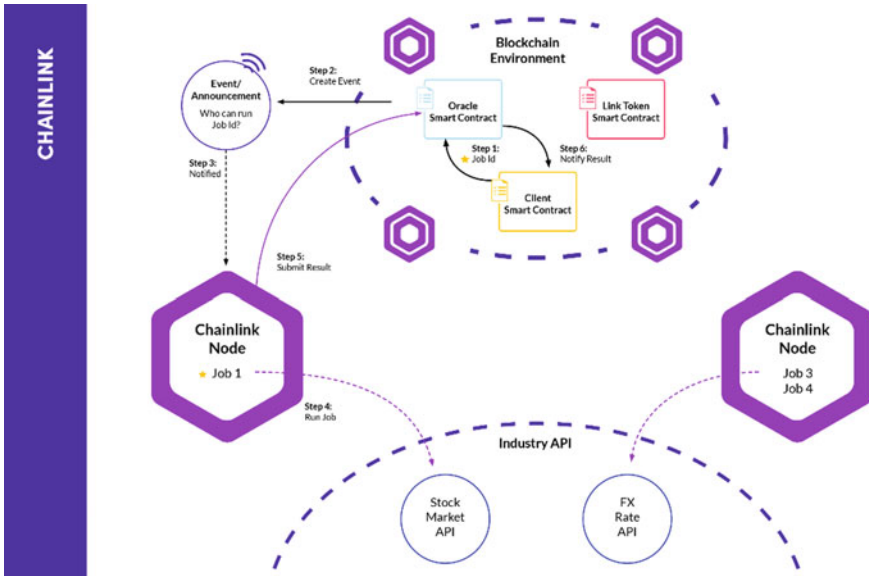 CHAINLINK
Blockchain
Environment
Event/
Announcement
Who can run
Job Id?
Step 2:
Create Event
Oracle
Smart Contract
Link Token
Smart Contract
Step 1:
Job Id
Step 6:
Notify Result
Client
Smart Contract
Step 3:
Notified
Step 5:
Submit Result
Chainlink
Node
Job 1
Step 4:
Run Job
Chainlink
Node
Job 3
Job 4
Industry API
Stock
Market
API
FX
Rate
API